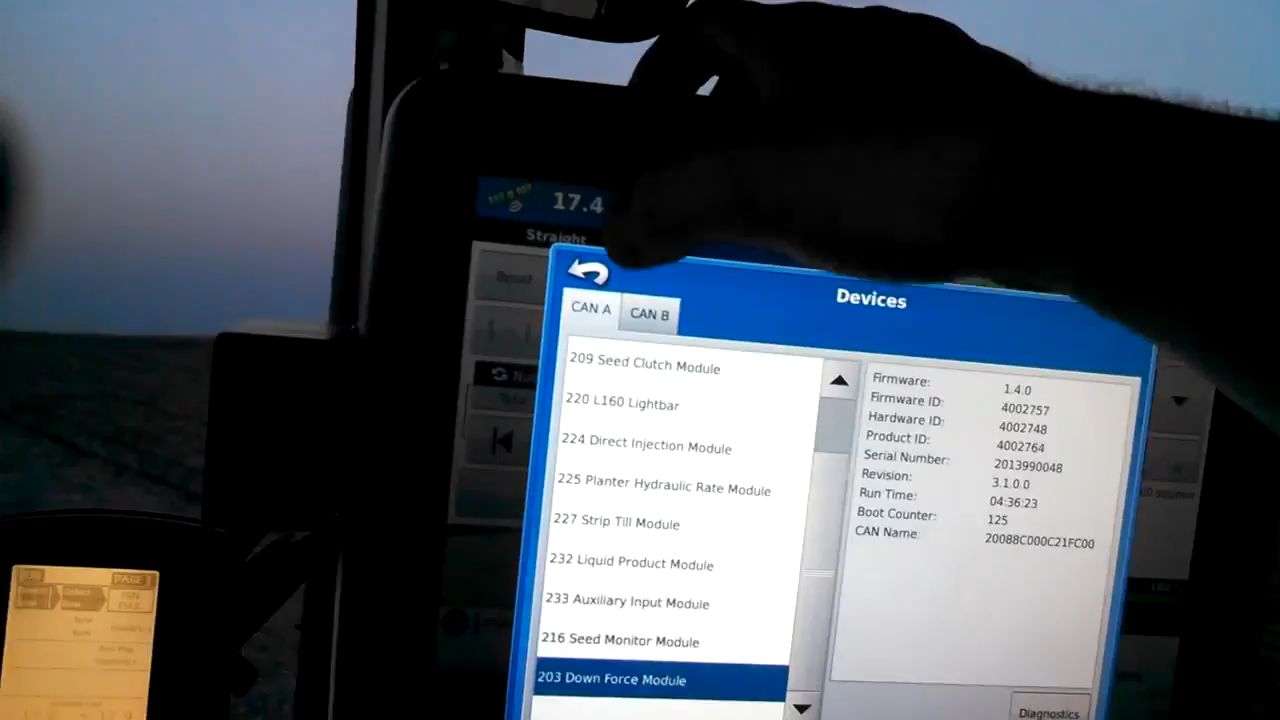 17.4
Straight
Reset
Devices
CAN A
CAN B
209 Seed Clutch Module
220 L160 Lightbar
224 Direct Injection Module
225 Planter Hydraulic Rate Module
227 Strip Till Module
232 Liquid Product Module
233 Auxiliary Input Module
216 Seed Monitor Module
203 Down Force Module
Firmware: 1.4.0
Firmware ID: 4002757
Hardware ID: 4002748
Product ID: 4002764
Serial Number: 2013990048
Revision: 3.1.0.0
Run Time: 04:36:23
Boot Counter: 125
CAN Name: 20088C000C21FC00
Diagnostics
PAGE